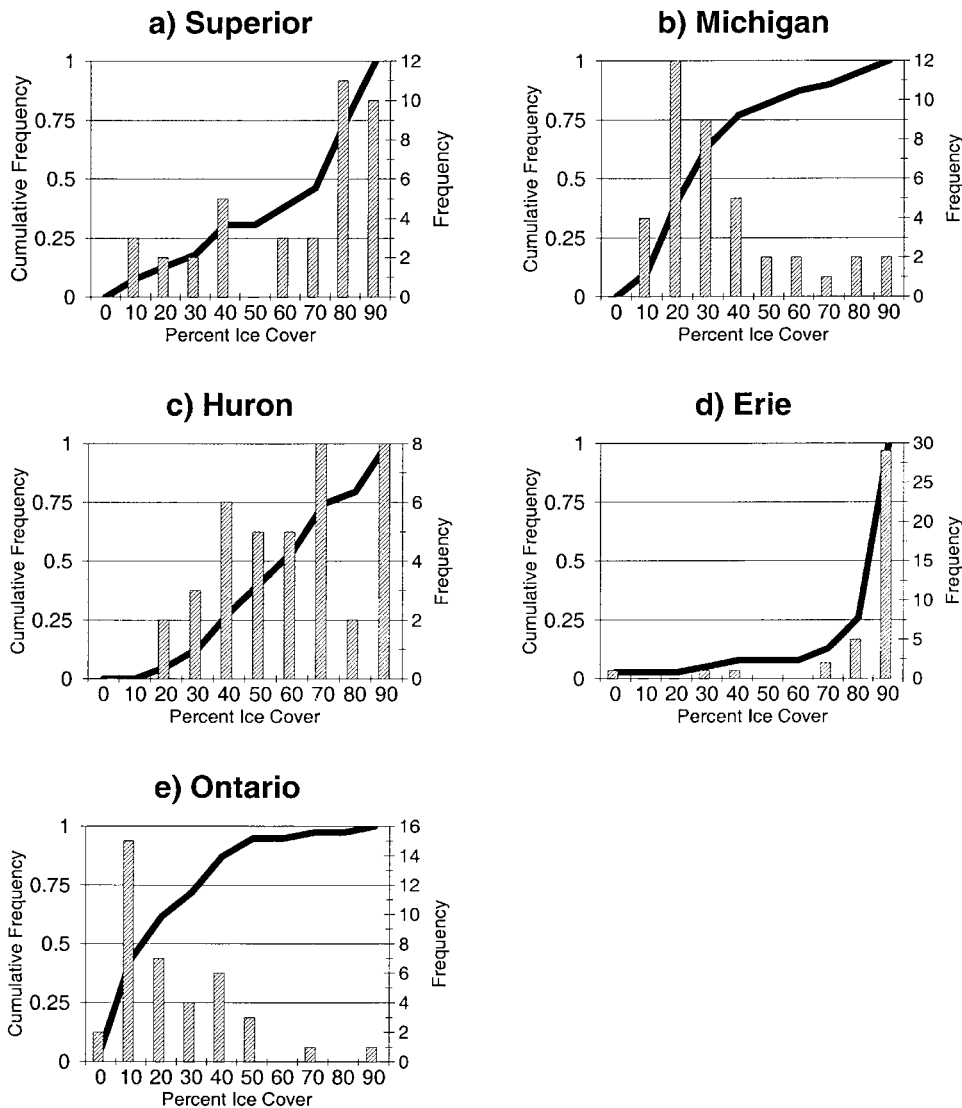 a) Superior
Cumulative Frequency
1
0.75
0.5
0.25
0
12
10
8
6
4
2
0
Frequency
0 10 20 30 40 50 60 70 80 90
Percent Ice Cover
b) Michigan
Cumulative Frequency
1
0.75
0.5
0.25
0
12
10
8
6
4
2
0
Frequency
0 10 20 30 40 50 60 70 80 90
Percent Ice Cover
c) Huron
Cumulative Frequency
1
0.75
0.5
0.25
0
8
6
4
2
0
Frequency
0 10 20 30 40 50 60 70 80 90
Percent Ice Cover
d) Erie
Cumulative Frequency
1
0.75
0.5
0.25
0
30
25
20
15
10
5
0
Frequency
0 10 20 30 40 50 60 70 80 90
Percent Ice Cover
e) Ontario
Cumulative Frequency
1
0.75
0.5
0.25
0
16
14
12
10
8
6
4
2
0
Frequency
0 10 20 30 40 50 60 70 80 90
Percent Ice Cover